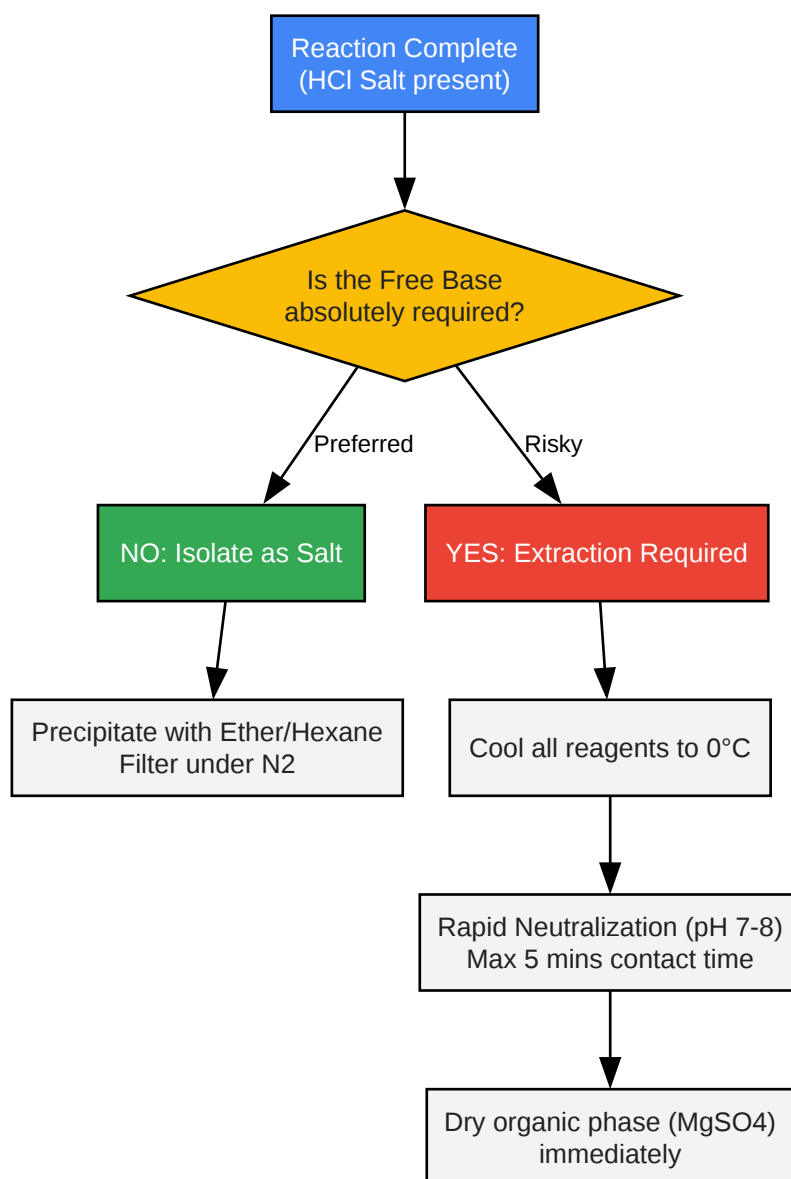 Reaction Complete
(HCl Salt present)
Is the Free Base
absolutely required?
Preferred
Risky
NO: Isolate as Salt
YES: Extraction Required
Precipitate with Ether/Hexane
Filter under N2
Cool all reagents to 0°C
Rapid Neutralization (pH 7-8)
Max 5 mins contact time
Dry organic phase (MgSO4)
immediately